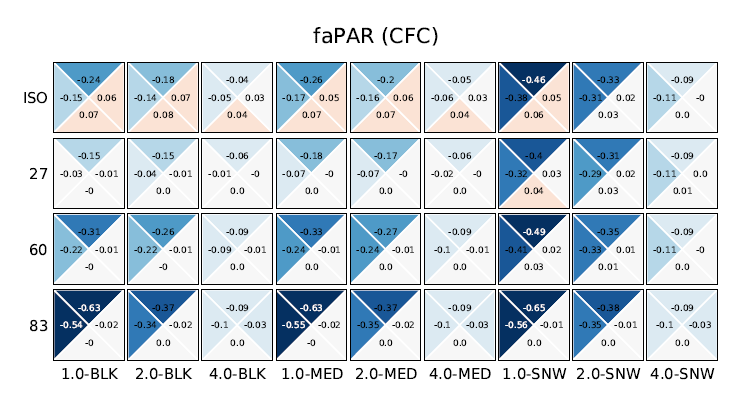 faPAR (CFC)
-0.24 -0.18 -0.04 -0.26 -0.2 -0.05 -0.46 -0.33 -0.09
ISO -0.15 0.06 -0.14 0.07 -0.05 0.03 -0.17 0.05 -0.16 0.06 -0.06 0.03 -0.38 0.05 -0.31 0.02 -0.11 -0
0.07 0.08 0.04 0.07 0.07 0.04 0.06 0.03 0.0
-0.15 -0.15 -0.06 -0.18 -0.17 -0.06 -0.4 -0.31 -0.09
27 -0.03 -0.01 -0.04 -0.01 -0.01 -0 -0.07 -0 -0.07 -0 -0.02 -0 -0.32 0.03 -0.29 0.02 -0.11 0.0
-0 0.0 0.0 0.0 0.0 0.0 0.04 0.03 0.01
-0.31 -0.26 -0.09 -0.33 -0.27 -0.09 -0.49 -0.35 -0.09
60 -0.22 -0.01 -0.22 -0.01 -0.09 -0.01 -0.24 -0.01 -0.24 -0.01 -0.1 -0.01 -0.41 0.02 -0.33 0.01 -0.11 -0
-0 -0 0.0 0.0 0.0 0.0 0.03 0.01 0.0
-0.63 -0.37 -0.09 -0.63 -0.37 -0.09 -0.65 -0.38 -0.09
83 -0.54 -0.02 -0.34 -0.02 -0.1 -0.03 -0.55 -0.02 -0.35 -0.02 -0.1 -0.03 -0.56 -0.01 -0.35 -0.01 -0.1 -0.03
-0 0.0 0.0 -0 0.0 0.0 0.0 0.0 0.0
1.0-BLK 2.0-BLK 4.0-BLK 1.0-MED 2.0-MED 4.0-MED 1.0-SNW 2.0-SNW 4.0-SNW